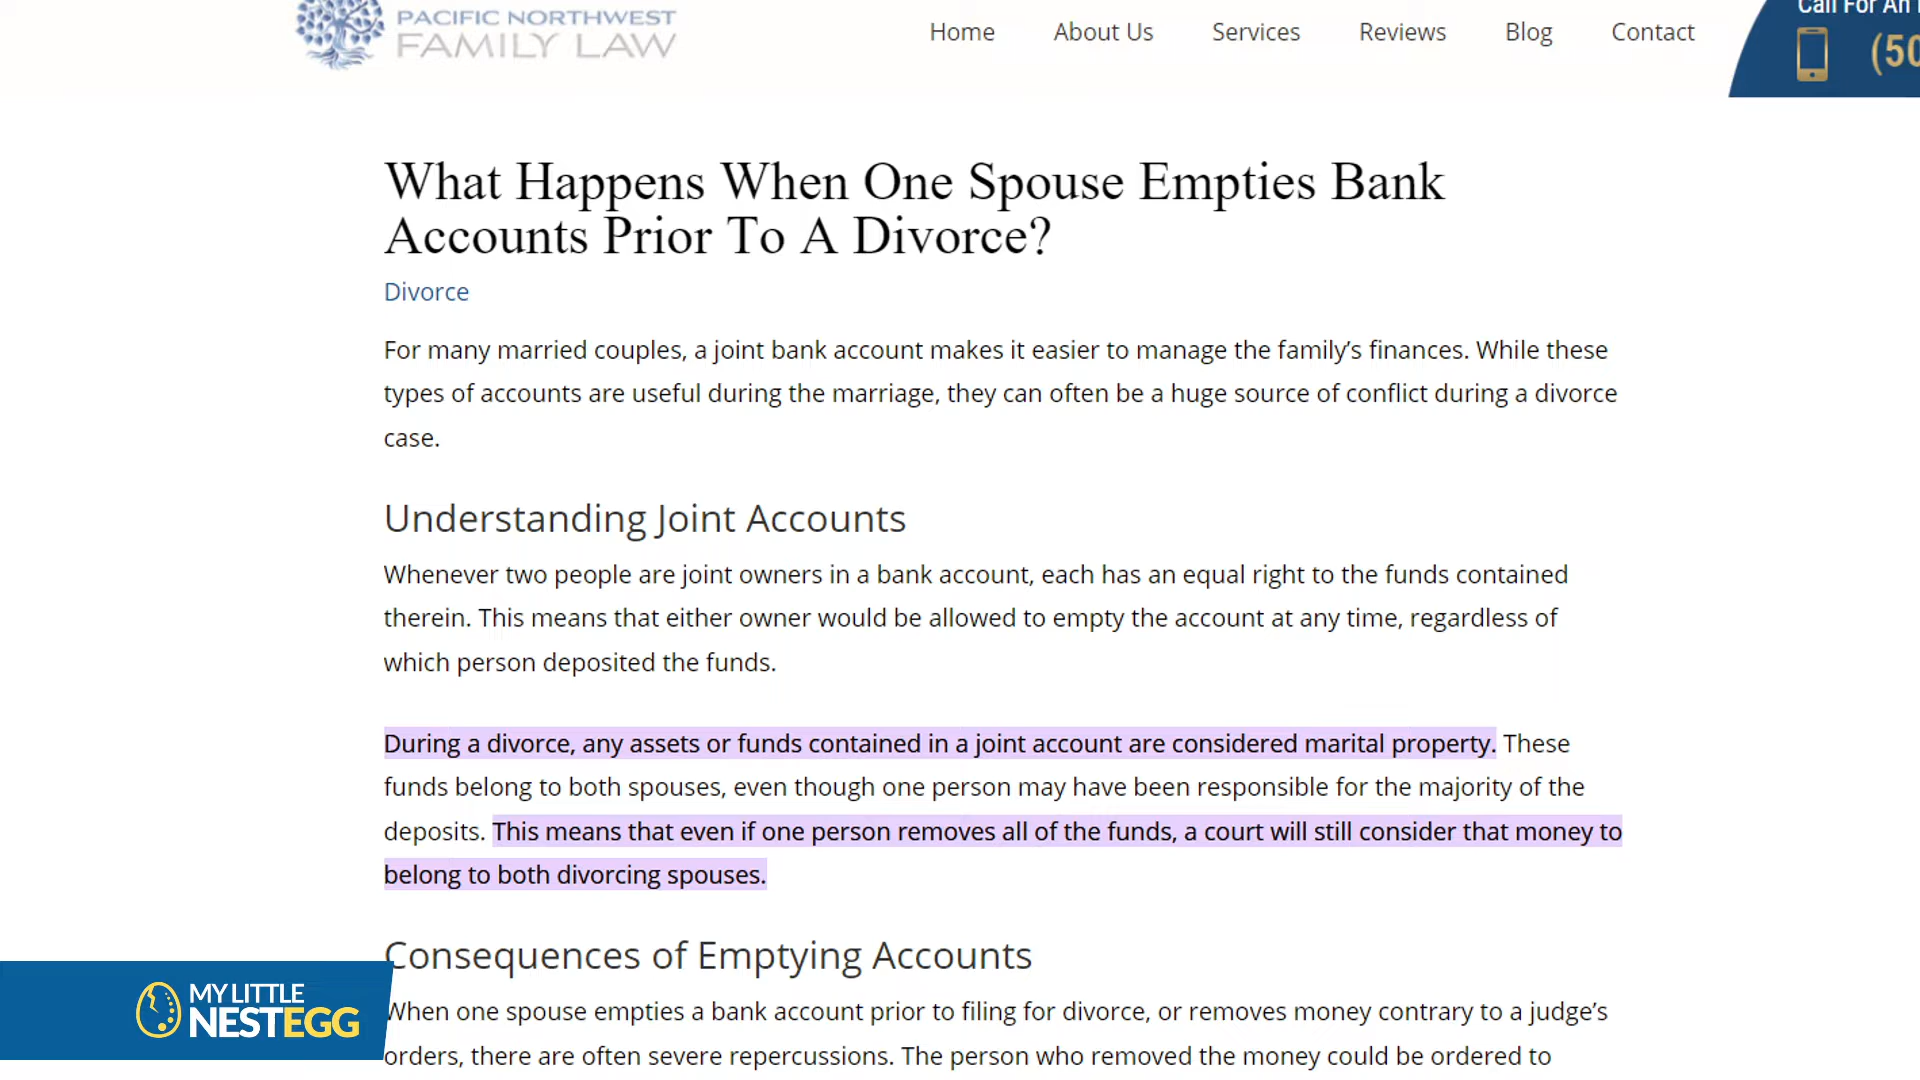 PACIFIC NORTHWEST
FAMILY LAW
Home About Us Services Reviews Blog Contact
Call For An
(50
What Happens When One Spouse Empties Bank
Accounts Prior To A Divorce?
Divorce
For many married couples, a joint bank account makes it easier to manage the family’s finances. While these
types of accounts are useful during the marriage, they can often be a huge source of conflict during a divorce
case.
Understanding Joint Accounts
Whenever two people are joint owners in a bank account, each has an equal right to the funds contained
therein. This means that either owner would be allowed to empty the account at any time, regardless of
which person deposited the funds.
During a divorce, any assets or funds contained in a joint account are considered marital property. These
funds belong to both spouses, even though one person may have been responsible for the majority of the
deposits. This means that even if one person removes all of the funds, a court will still consider that money to
belong to both divorcing spouses.
Consequences of Emptying Accounts
When one spouse empties a bank account prior to filing for divorce, or removes money contrary to a judge’s
orders, there are often severe repercussions. The person who removed the money could be ordered to
MY LITTLE
NESTEGG